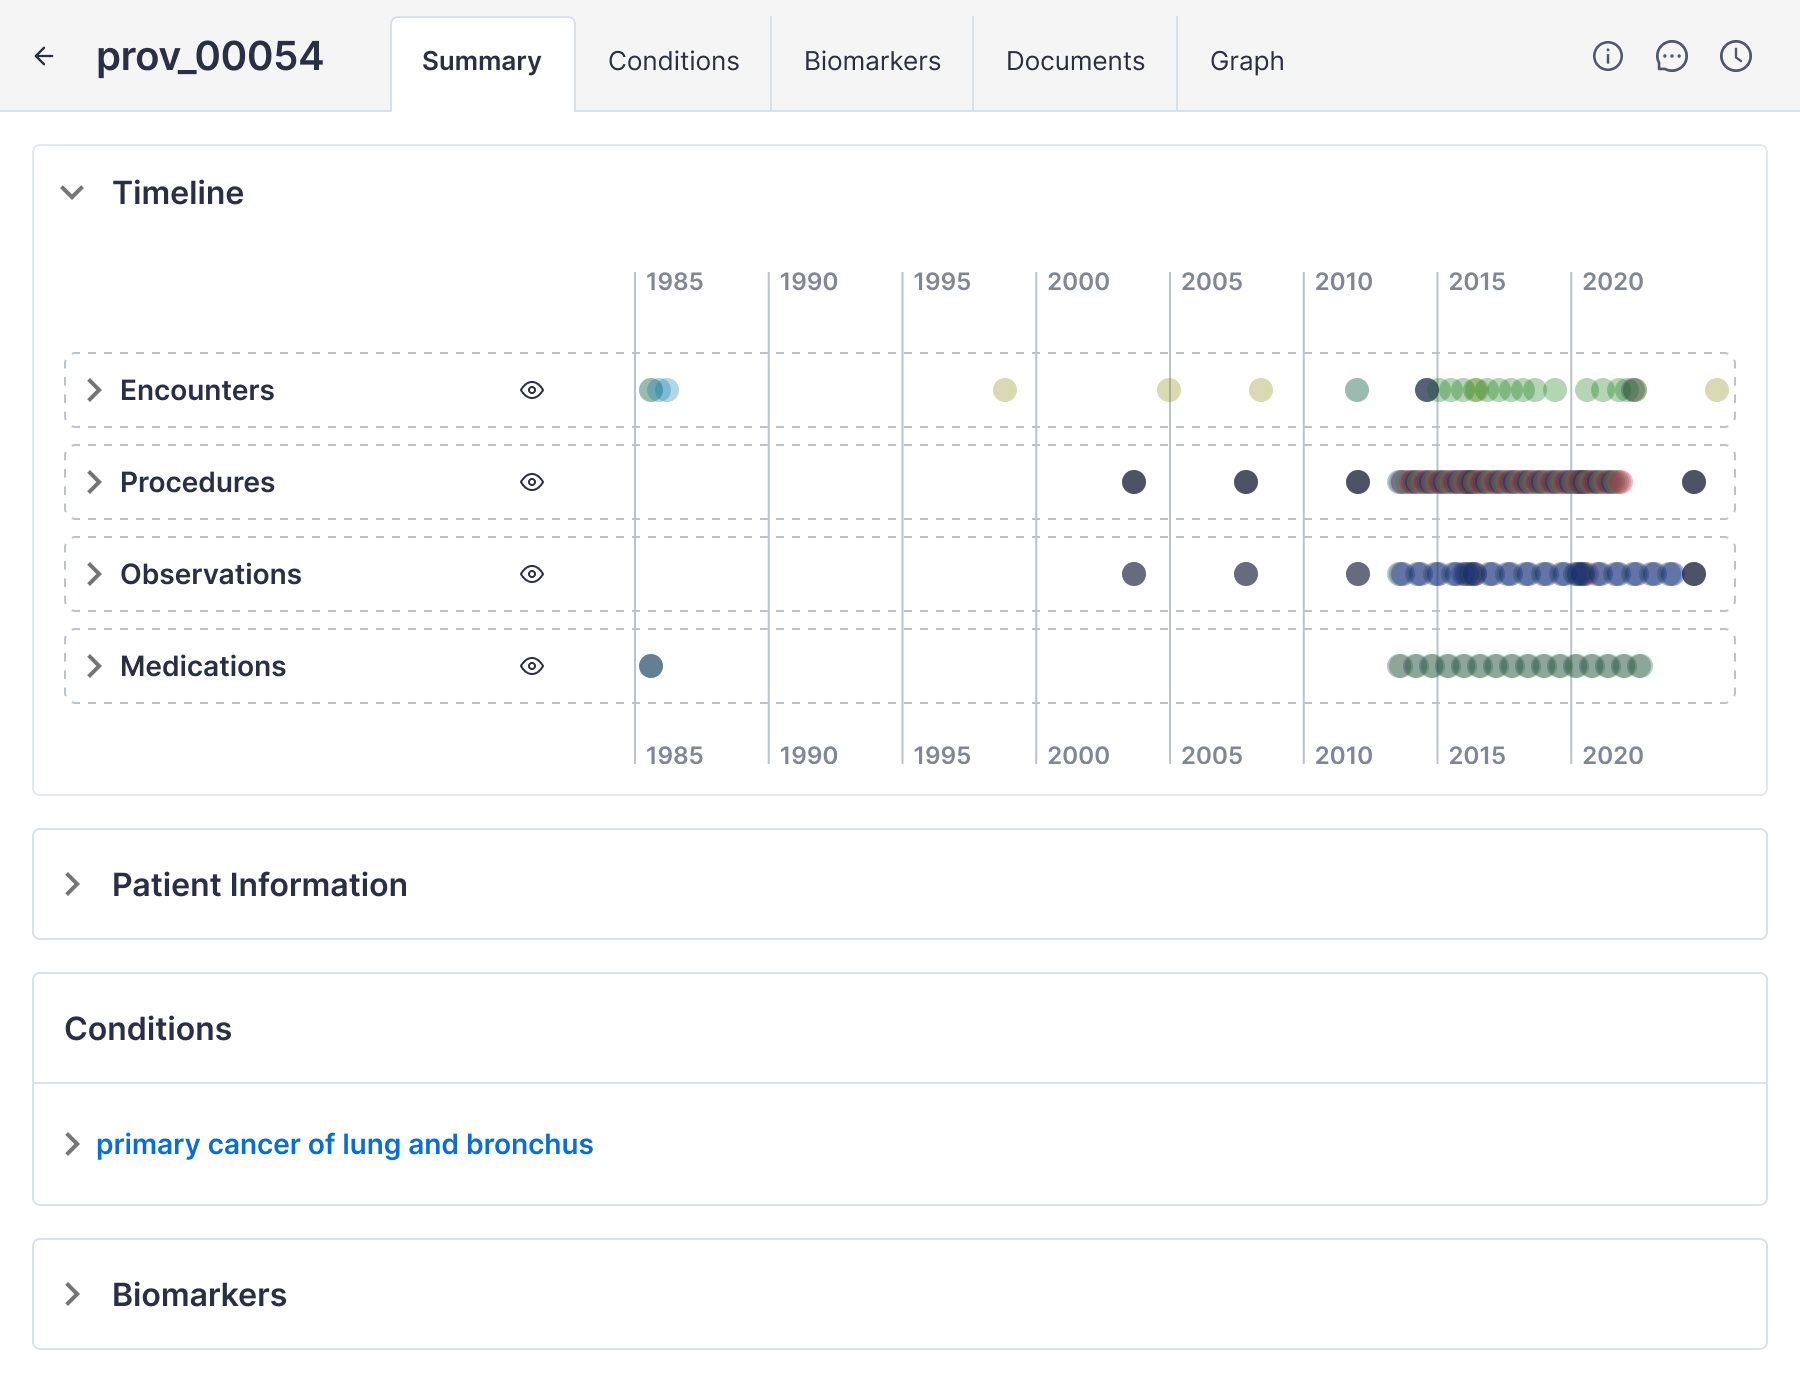 prov_00054
Summary
Conditions
Biomarkers
Documents
Graph
Timeline
1985 1990 1995 2000 2005 2010 2015 2020
Encounters
Procedures
Observations
Medications
1985 1990 1995 2000 2005 2010 2015 2020
Patient Information
Conditions
primary cancer of lung and bronchus
Biomarkers